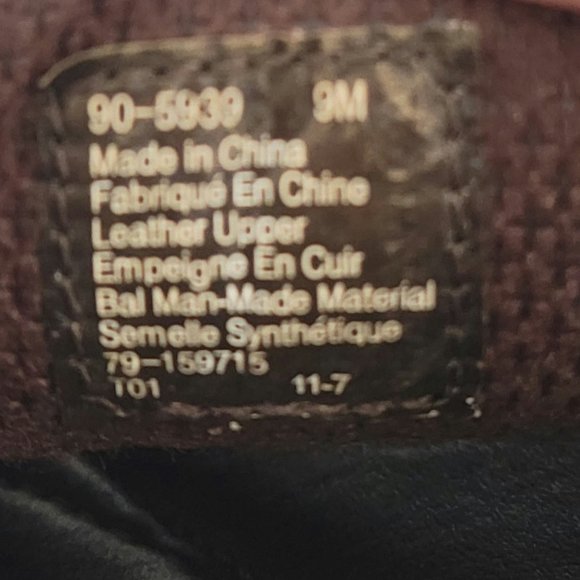 90-5939 9M
Made in China
Fabriqué En Chine
Leather Upper
Empeigne En Cuir
Bal Man-Made Material
Semelle Synthétique
79-159715
T01 11-7